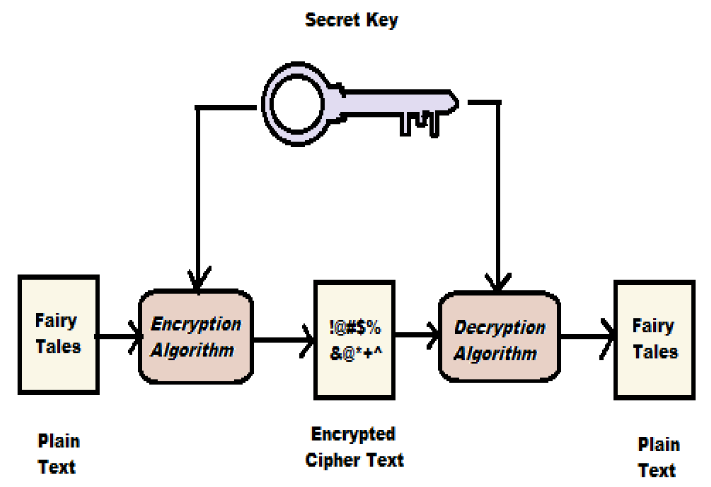 Secret Key
Fairy
Tales
Encryption
Algorithm
!@#$%
&@*+^
Decryption
Algorithm
Fairy
Tales
Plain
Text
Encrypted
Cipher Text
Plain
Text